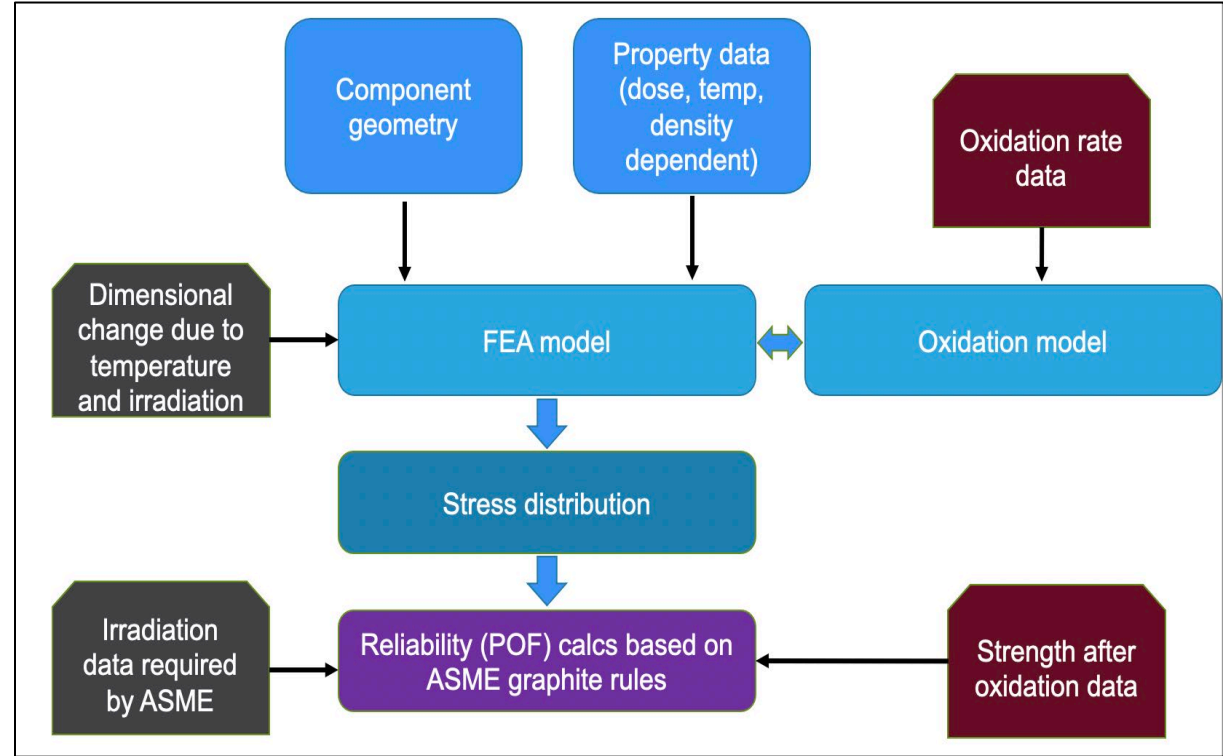 Component
geometry
Property data
(dose, temp,
density
dependent)
Oxidation rate
data
Dimensional
change due to
temperature
and irradiation
FEA model
Oxidation model
Stress distribution
Irradiation
data required
by ASME
Reliability (POF) calcs based on
ASME graphite rules
Strength after
oxidation data